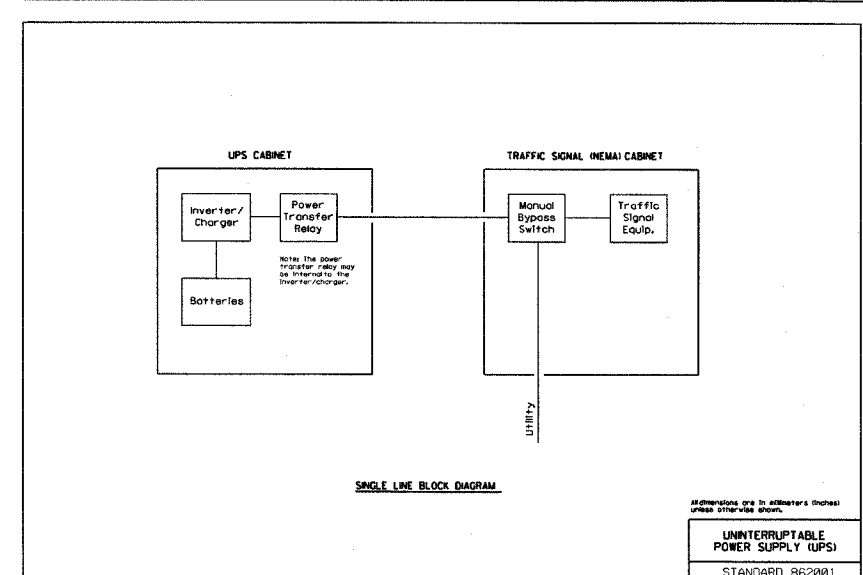 UPS CABINET
TRAFFIC SIGNAL (NEMA) CABINET
Inverter/
Charger
Power
Transfer
Relay
Manual
Bypass
Switch
Traffic
Signal
Equip.
Note: The power
transfer relay may
be internal to the
inverter/charger.
Batteries
Utility
SINGLE LINE BLOCK DIAGRAM
All dimensions are in millimeters (inches)
unless otherwise shown.
UNINTERRUPTABLE
POWER SUPPLY (UPS)
STANDARD 862001